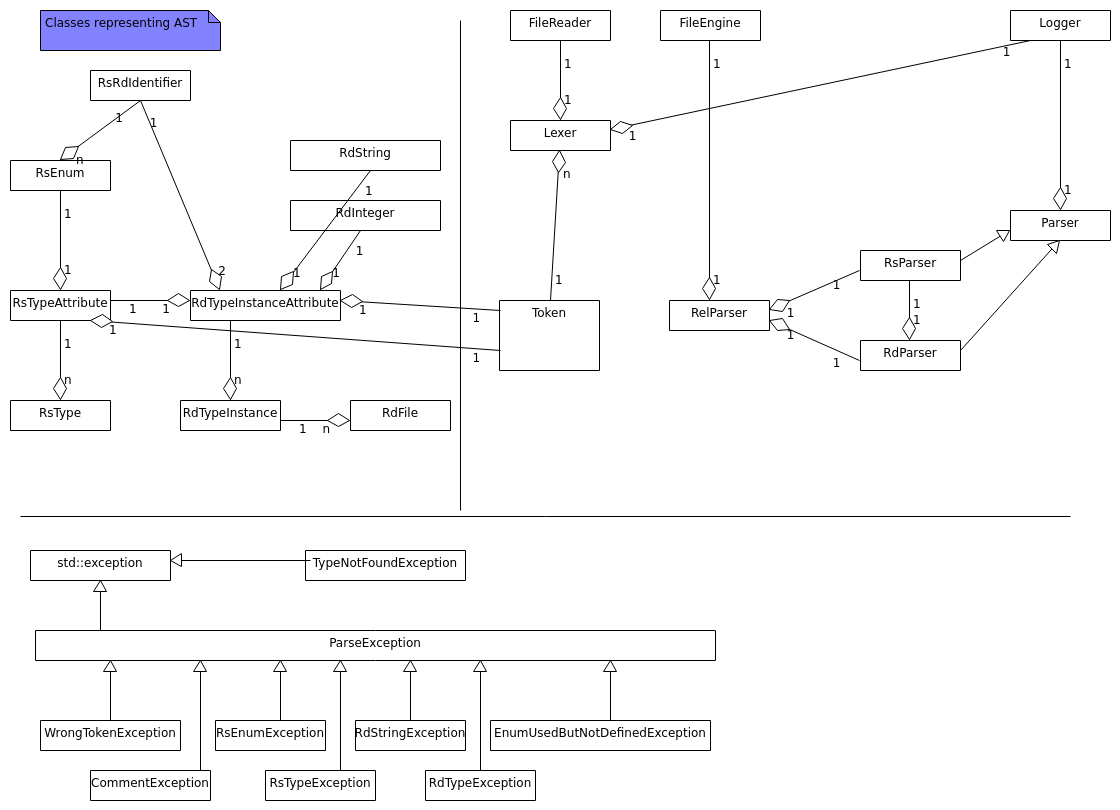 Classes representing AST
FileReader
FileEngine
Logger
1
1
1
RsRdIdentifier
1
1
1
1
Lexer
1
n
RdString
n
RsEnum
1
1
RdInteger
1
1
Parser
1
1
2
1
1
RsParser
1
1
1
RsTypeAttribute
RdTypeInstanceAttribute
1
1
1
1
Token
1
RelParser
1
1
1
1
1
1
1
RdParser
1
n
n
RsType
RdTypeInstance
RdFile
1
n
std::exception
TypeNotFoundException
ParseException
WrongTokenException
RsEnumException
RdStringException
EnumUsedButNotDefinedException
CommentException
RsTypeException
RdTypeException